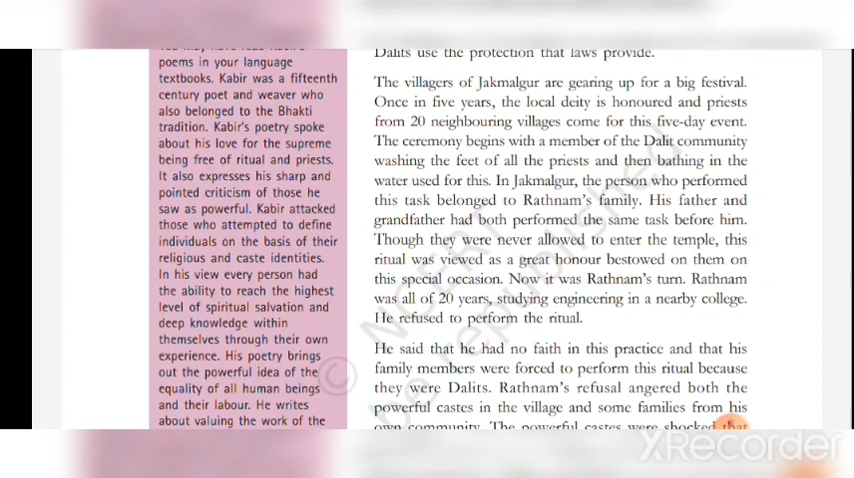 poems in your language
textbooks. Kabir was a fifteenth
century poet and weaver who
also belonged to the Bhakti
tradition. Kabir's poetry spoke
about his love for the supreme
being free of ritual and priests.
It also expresses his sharp and
pointed criticism of those he
saw as powerful. Kabir attacked
those who attempted to define
individuals on the basis of their
religious and caste identities.
In his view every person had
the ability to reach the highest
level of spiritual salvation and
deep knowledge within
themselves through their own
experience. His poetry brings
out the powerful idea of the
equality of all human beings
and their labour. He writes
about valuing the work of the
Dalits use the protection that laws provide.
The villagers of Jakmalgur are gearing up for a big festival.
Once in five years, the local deity is honoured and priests
from 20 neighbouring villages come for this five-day event.
The ceremony begins with a member of the Dalit community
washing the feet of all the priests and then bathing in the
water used for this. In Jakmalgur, the person who performed
this task belonged to Rathnam's family. His father and
grandfather had both performed the same task before him.
Though they were never allowed to enter the temple, this
ritual was viewed as a great honour bestowed on them on
this special occasion. Now it was Rathnam's turn. Rathnam
was all of 20 years, studying engineering in a nearby college.
He refused to perform the ritual.
He said that he had no faith in this practice and that his
family members were forced to perform this ritual because
they were Dalits. Rathnam's refusal angered both the
powerful castes in the village and some families from his
own community. The powerful castes were shocked that
© NCERT
be republished
XRecorder